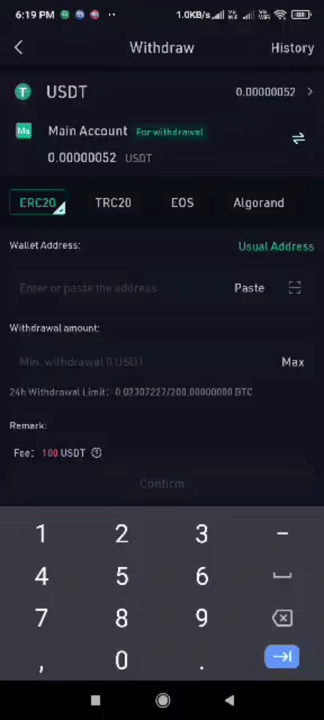 6:19 PM
1.0KB/s
Withdraw
History
USDT
0.00000052
Ma
Main Account
For withdrawal
0.00000052 USDT
ERC20
TRC20
EOS
Algorand
Wallet Address:
Usual Address
Enter or paste the address
Paste
Withdrawal amount:
Min. withdrawal 0 USDT
Max
24h Withdrawal Limit: 0.02307227/200.00000000 BTC
Remark:
Fee: 100 USDT
Confirm
1 2 3 -
4 5 6
7 8 9
, 0 .